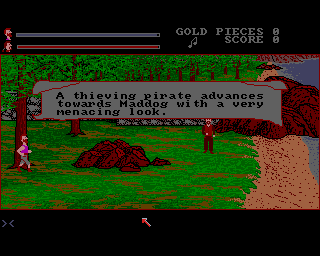 GOLD PIECES 0
SCORE 0
A thieving pirate advances
towards Maddog with a very
menacing look.